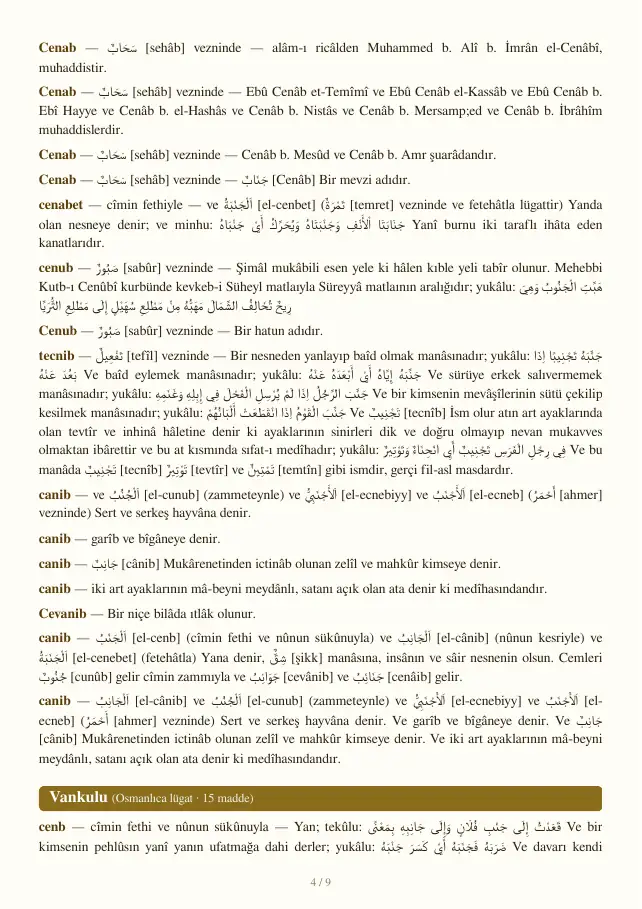 Cenab — سَحَابٌ [sehâb] vezninde — alâm-ı ricâlden Muhammed b. Alî b. İmrân el-Cenâbî,
muhaddistir.
Cenab — سَحَابٌ [sehâb] vezninde — Ebû Cenâb et-Temîmî ve Ebû Cenâb el-Kassâb ve Ebû Cenâb b.
Ebî Hayye ve Cenâb b. el-Hashâs ve Cenâb b. Nistâs ve Cenâb b. Mersamp;ed ve Cenâb b. İbrâhîm
muhaddislerdir.
Cenab — سَحَابٌ [sehâb] vezninde — Cenâb b. Mesûd ve Cenâb b. Amr şuarâdandır.
Cenab — سَحَابٌ [sehâb] vezninde — جَنَابٌ [Cenâb] Bir mevzi adıdır.
cenabet — cîmin fethiyle — ve اَلْجَنْبَةُ [el-cenbet] (تَمْرَةٌ [temret] vezninde ve fetehâtla lügattir) Yanda
olan nesneye denir; ve minhu: جَنَابَتَا اْلأَنْفِ وَجَنْبَتَاهُ وَيُحَرَّكُ أَيْ جَنْبَاهُ Yanî burnu iki taraflı ihâta eden
kanatlarıdır.
cenub — صَبُورٌ [sabûr] vezninde — Şimâl mukâbili esen yele ki hâlen kıble yeli tabîr olunur. Mehebbi
Kutb-ı Cenûbî kurbünde kevkeb-i Süheyl matlaıyla Süreyyâ matlaının aralığıdır; yukâlu: هَبَّتِ الْجَنُوبُ وَهِيَ
رِيحٌ تُخَالِفُ الشَّمَالَ مَهَبُّهُ مِنْ مَطْلَعِ سُهَيْلٍ إِلَى مَطْلَعِ الثُّرَيَّا
Cenub — صَبُورٌ [sabûr] vezninde — Bir hatun adıdır.
tecnib — تَفْعِيلٌ [tefîl] vezninde — Bir nesneden yanlayıp baîd olmak manâsınadır; yukâlu: جَنَّبَهُ تَجْنِيبًا اِذَا
بَعُدَ عَنْهُ Ve baîd eylemek manâsınadır; yukâlu: جَنَّبَهُ إِيَّاهُ أَيْ أَبْعَدَهُ عَنْهُ Ve sürüye erkek salıvermemek
manâsınadır; yukâlu: جَنَّبَ الرَّجُلُ اِذَا لَمْ يُرْسِلِ الْفَحْلَ فِي إِبِلِهِ وَغَنَمِهِ Ve bir kimsenin mevâşîlerinin sütü çekilip
kesilmek manâsınadır; yukâlu: جَنَّبَ الْقَوْمُ اِذَا انْقَطَعَتْ أَلْبَانُهُمْ Ve تَجْنِيبٌ [tecnîb] İsm olur atın art ayaklarında
olan tevtîr ve inhinâ hâletine denir ki ayaklarının sinirleri dik ve doğru olmayıp nevan mukavves
olmaktan ibârettir ve bu at kısmında sıfat-ı medîhadır; yukâlu: فِي رِجْلِ الْفَرَسِ تَجْنِيبٌ أَيِ انْحِنَاءٌ وَتَوْتِيرٌ Ve bu
manâda تَجْنِيبٌ [tecnîb] تَوْتِيرٌ [tevtîr] ve تَمْتِينٌ [temtîn] gibi ismdir, gerçi fil-asl masdardır.
canib — ve اَلْجُنُبُ [el-cunub] (zammeteynle) ve اَلْأَجْنَبِيُّ [el-ecnebiyy] ve اَلْأَجْنَبُ [el-ecneb] (أَحْمَرُ [ahmer]
vezninde) Sert ve serkeş hayvâna denir.
canib — garîb ve bîgâneye denir.
canib — جَانِبٌ [cânib] Mukârenetinden ictinâb olunan zelîl ve mahkûr kimseye denir.
canib — iki art ayaklarının mâ-beyni meydânlı, satanı açık olan ata denir ki medîhasındandır.
Cevanib — Bir niçe bilâda ıtlâk olunur.
canib — اَلْجَنْبُ [el-cenb] (cîmin fethi ve nûnun sükûnuyla) ve اَلْجَانِبُ [el-cânib] (nûnun kesriyle) ve
اَلْجَنَبَةُ [el-cenebet] (fetehâtla) Yana denir, شِقٌّ [şikk] manâsına, insânın ve sâir nesnenin olsun. Cemleri
جُنُوبٌ [cunûb] gelir cîmin zammıyla ve جَوَانِبُ [cevânib] ve جَنَائِبُ [cenâib] gelir.
canib — اَلْجَانِبُ [el-cânib] ve اَلْجُنُبُ [el-cunub] (zammeteynle) ve اَلْأَجْنَبِيُّ [el-ecnebiyy] ve اَلْأَجْنَبُ [el-
ecneb] (أَحْمَرُ [ahmer] vezninde) Sert ve serkeş hayvâna denir. Ve garîb ve bîgâneye denir. Ve جَانِبٌ
[cânib] Mukârenetinden ictinâb olunan zelîl ve mahkûr kimseye denir. Ve iki art ayaklarının mâ-beyni
meydânlı, satanı açık olan ata denir ki medîhasındandır.
Vankulu (Osmanlıca lügat · 15 madde)
cenb — cîmin fethi ve nûnun sükûnuyla — Yan; tekûlu: قَعَدْتُ إِلَى جَنْبِ فُلَانٍ وَإِلَى جَانِبِهِ بِمَعْنًى Ve bir
kimsenin pehlûsın yanî yanın ufatmağa dahi derler; yukâlu: ضَرَبَهُ فَجَنَبَهُ أَيْ كَسَرَ جَنْبَهُ Ve davarı kendi
4 / 9